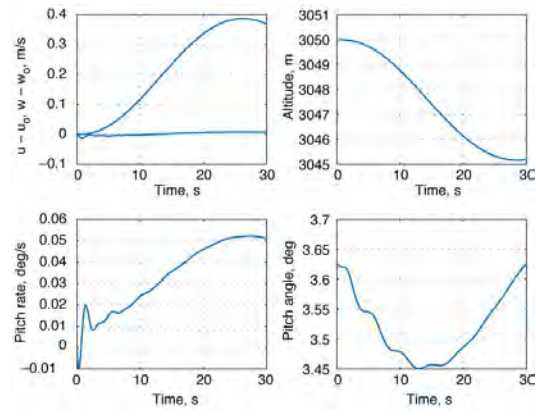 0.4
0.3
0.2
0.1
0
−0.1
u − u₀, w − w₀, m/s
0 10 20 30
Time, s
3051
3050
3049
3048
3047
3046
3045
Altitude, m
0 10 20 30
Time, s
0.06
0.05
0.04
0.03
0.02
0.01
0
−0.01
Pitch rate, deg/s
0 10 20 30
Time, s
3.7
3.65
3.6
3.55
3.5
3.45
Pitch angle, deg
0 10 20 30
Time, s